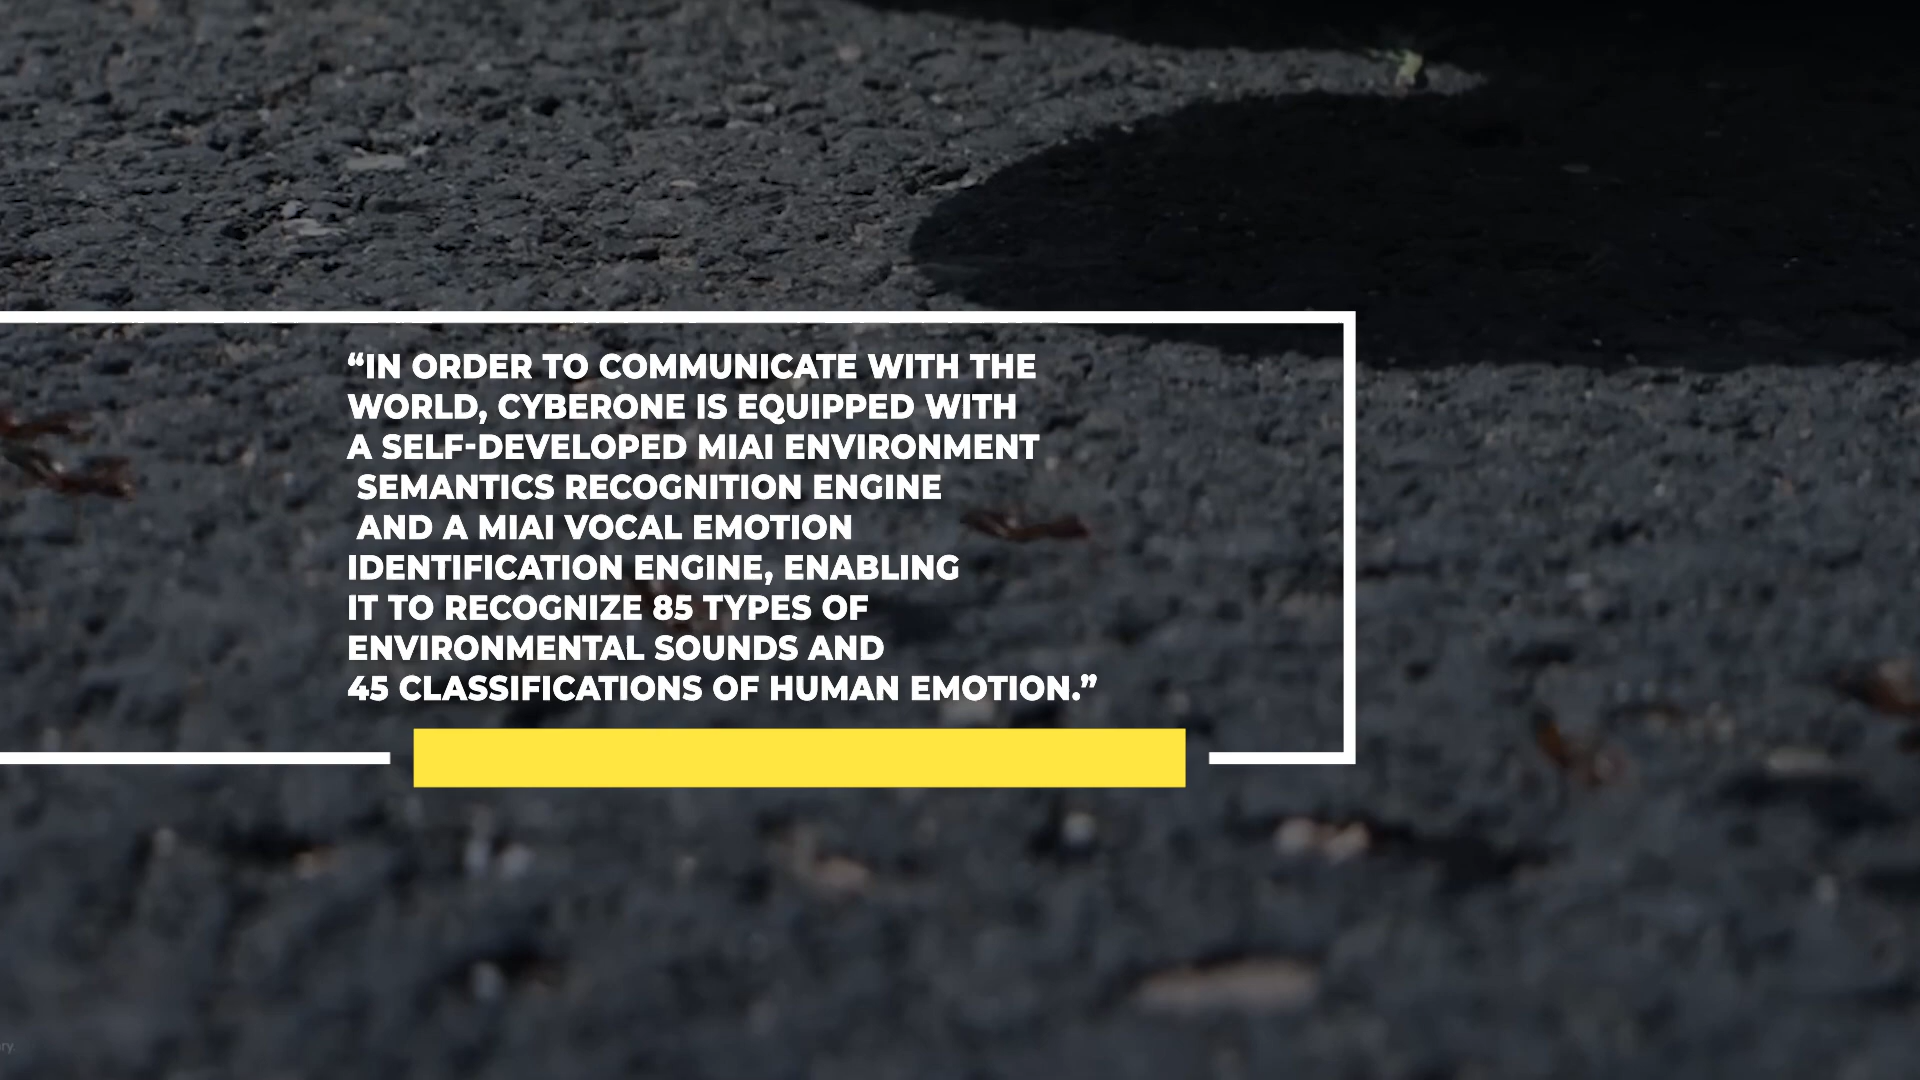 “IN ORDER TO COMMUNICATE WITH THE
WORLD, CYBERONE IS EQUIPPED WITH
A SELF-DEVELOPED MIAI ENVIRONMENT
SEMANTICS RECOGNITION ENGINE
AND A MIAI VOCAL EMOTION
IDENTIFICATION ENGINE, ENABLING
IT TO RECOGNIZE 85 TYPES OF
ENVIRONMENTAL SOUNDS AND
45 CLASSIFICATIONS OF HUMAN EMOTION.”